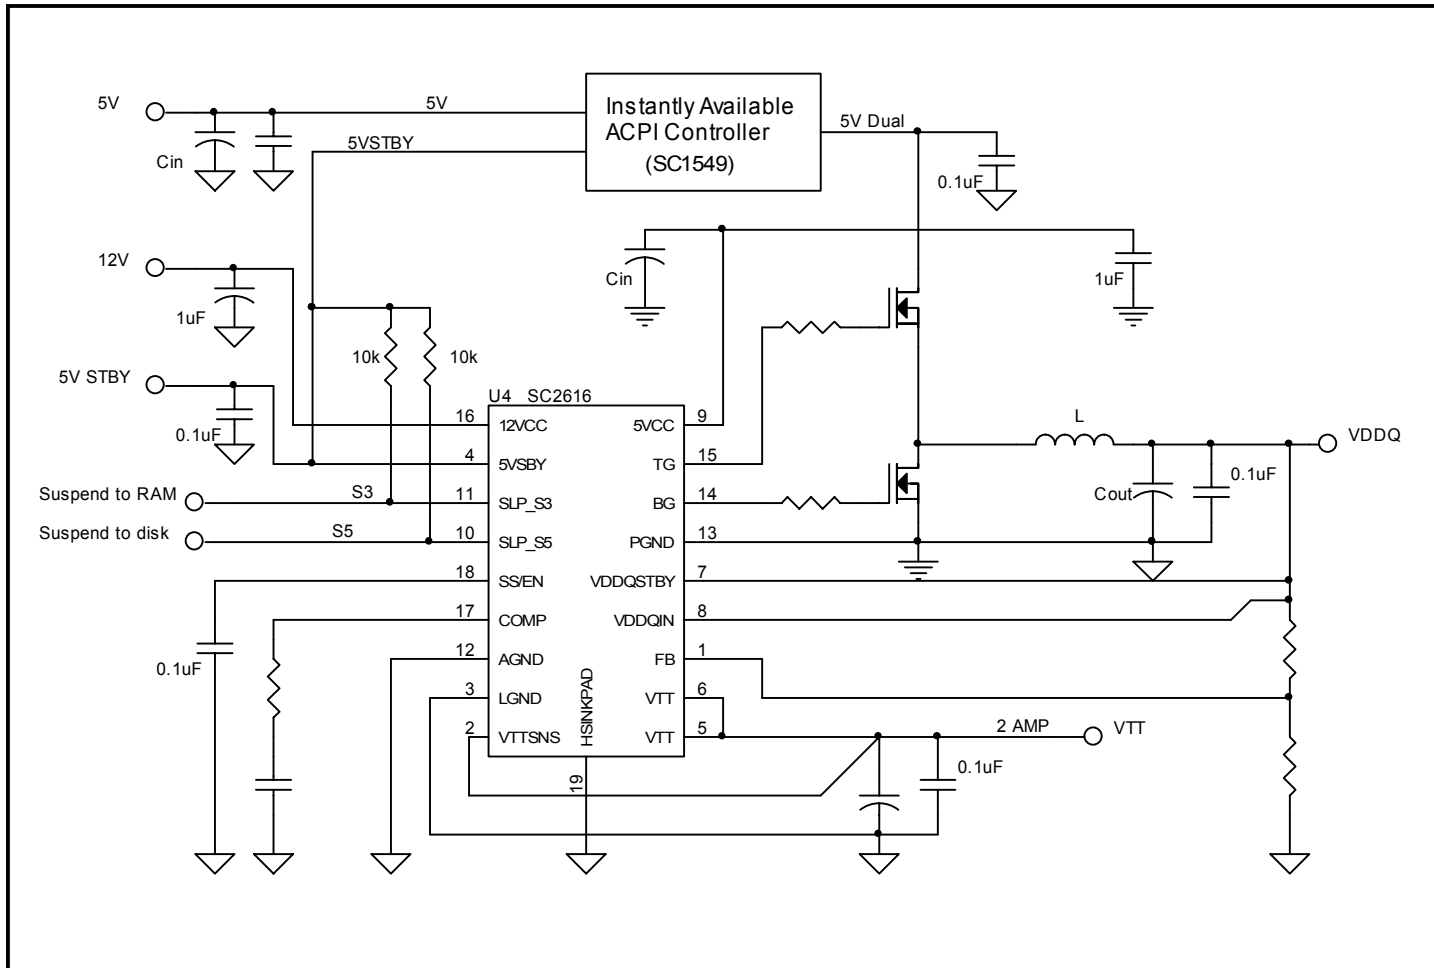 5V
5V
Instantly Available
ACPI Controller
(SC1549)
5V Dual
5VSTBY
Cin
0.1uF
12V
1uF
Cin
1uF
10k
10k
5V STBY
0.1uF
U4 SC2616
16
12VCC
5VCC
9
4
5VSBY
TG
15
L
VDDQ
Suspend to RAM
S3
11
SLP_S3
BG
14
Cout
0.1uF
Suspend to disk
S5
10
SLP_S5
PGND
13
18
SS/EN
VDDQSTBY
7
17
COMP
VDDQIN
8
0.1uF
12
AGND
FB
1
3
LGND
VTT
6
2
VTTSNS
HSINKPAD
VTT
5
2 AMP
VTT
19
0.1uF